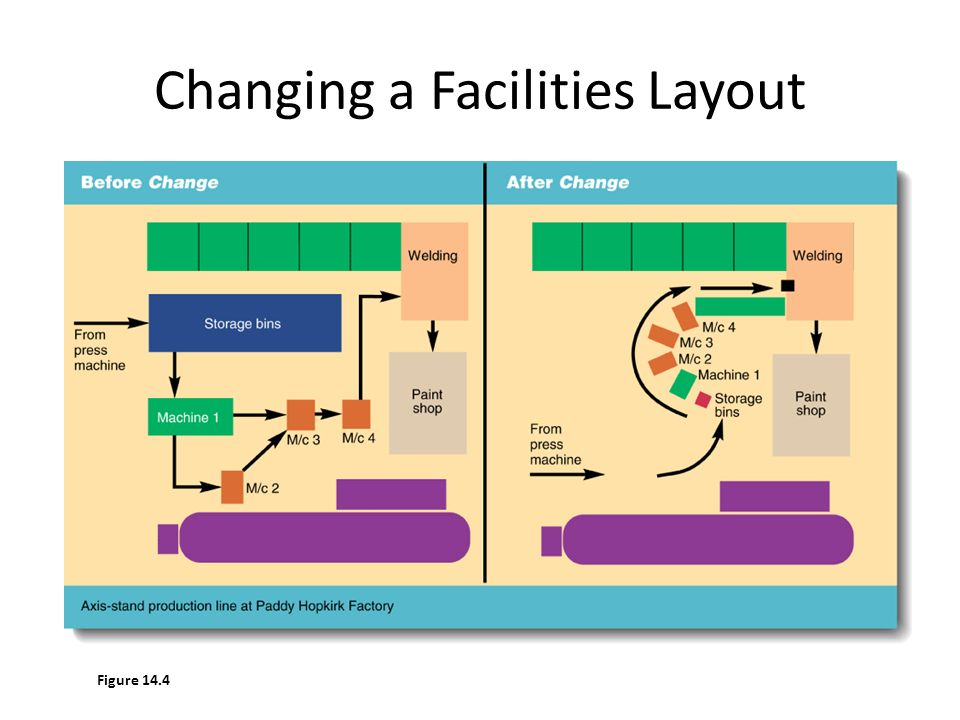 Changing a Facilities Layout
Before Change
After Change
Welding
Storage bins
From
press
machine
Machine 1
M/c 3
M/c 4
M/c 2
Paint
shop
Welding
M/c 4
M/c 3
M/c 2
Machine 1
Storage
bins
Paint
shop
From
press
machine
Axis-stand production line at Paddy Hopkirk Factory
Figure 14.4